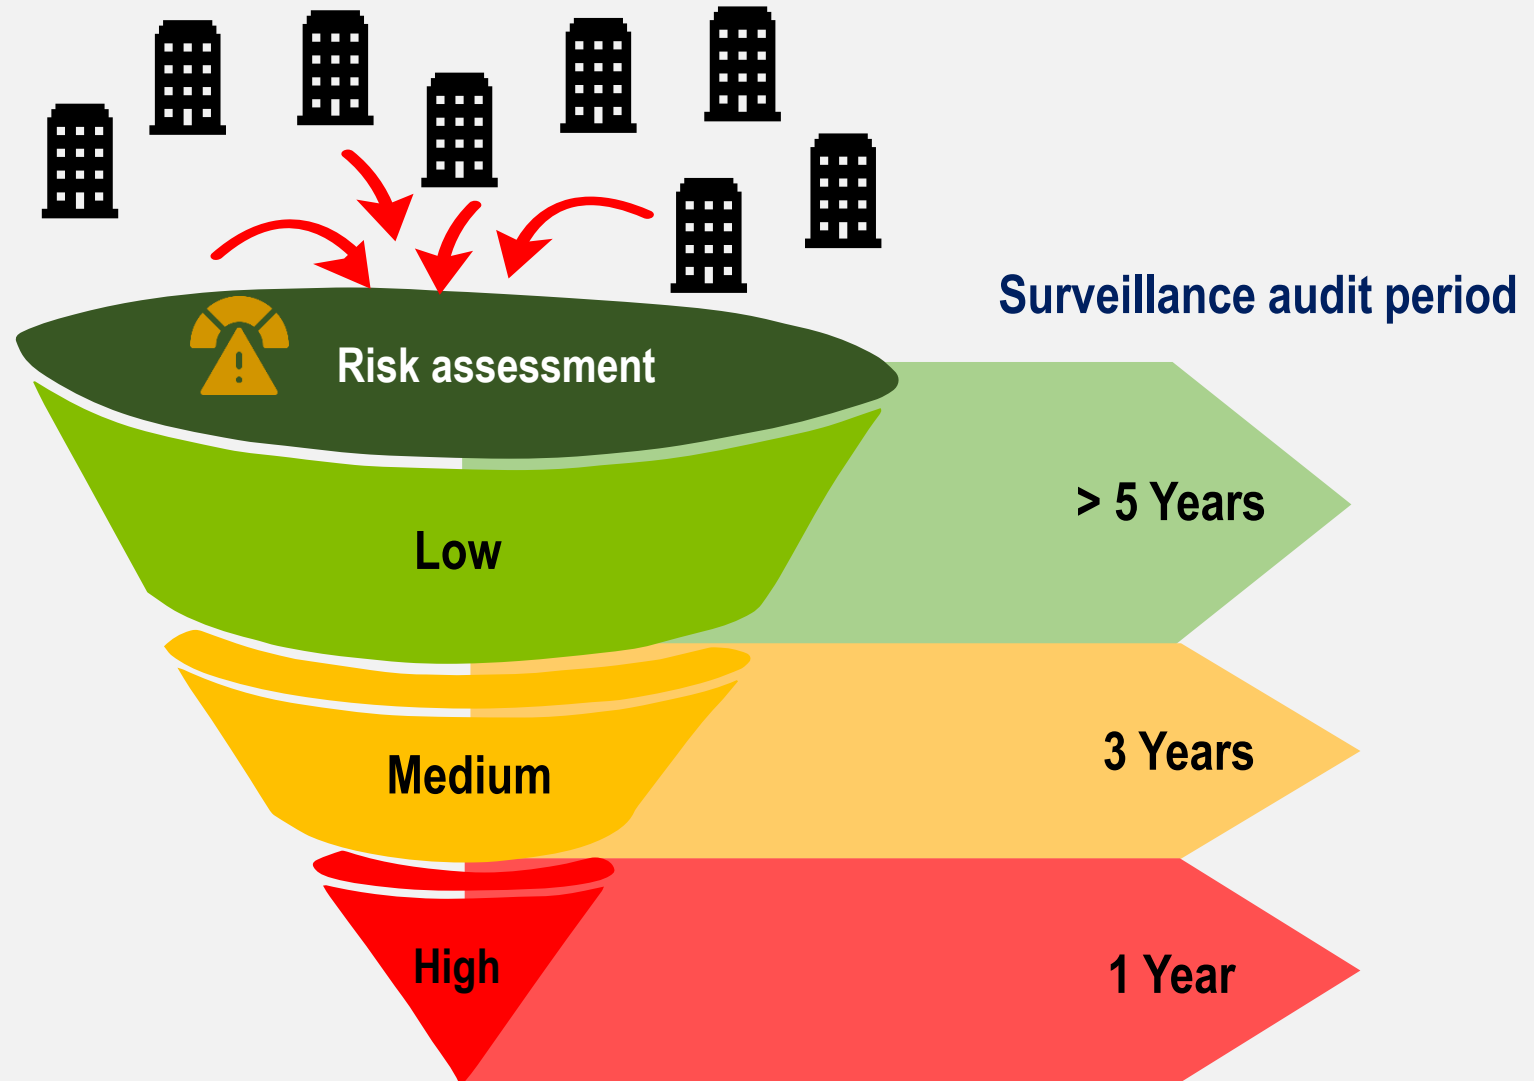 Surveillance audit period
Risk assessment
> 5 Years
Low
3 Years
Medium
High
1 Year